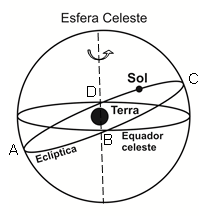 Esfera Celeste
Sol
C
D
Terra
A
B
Equador
celeste
Eclíptica